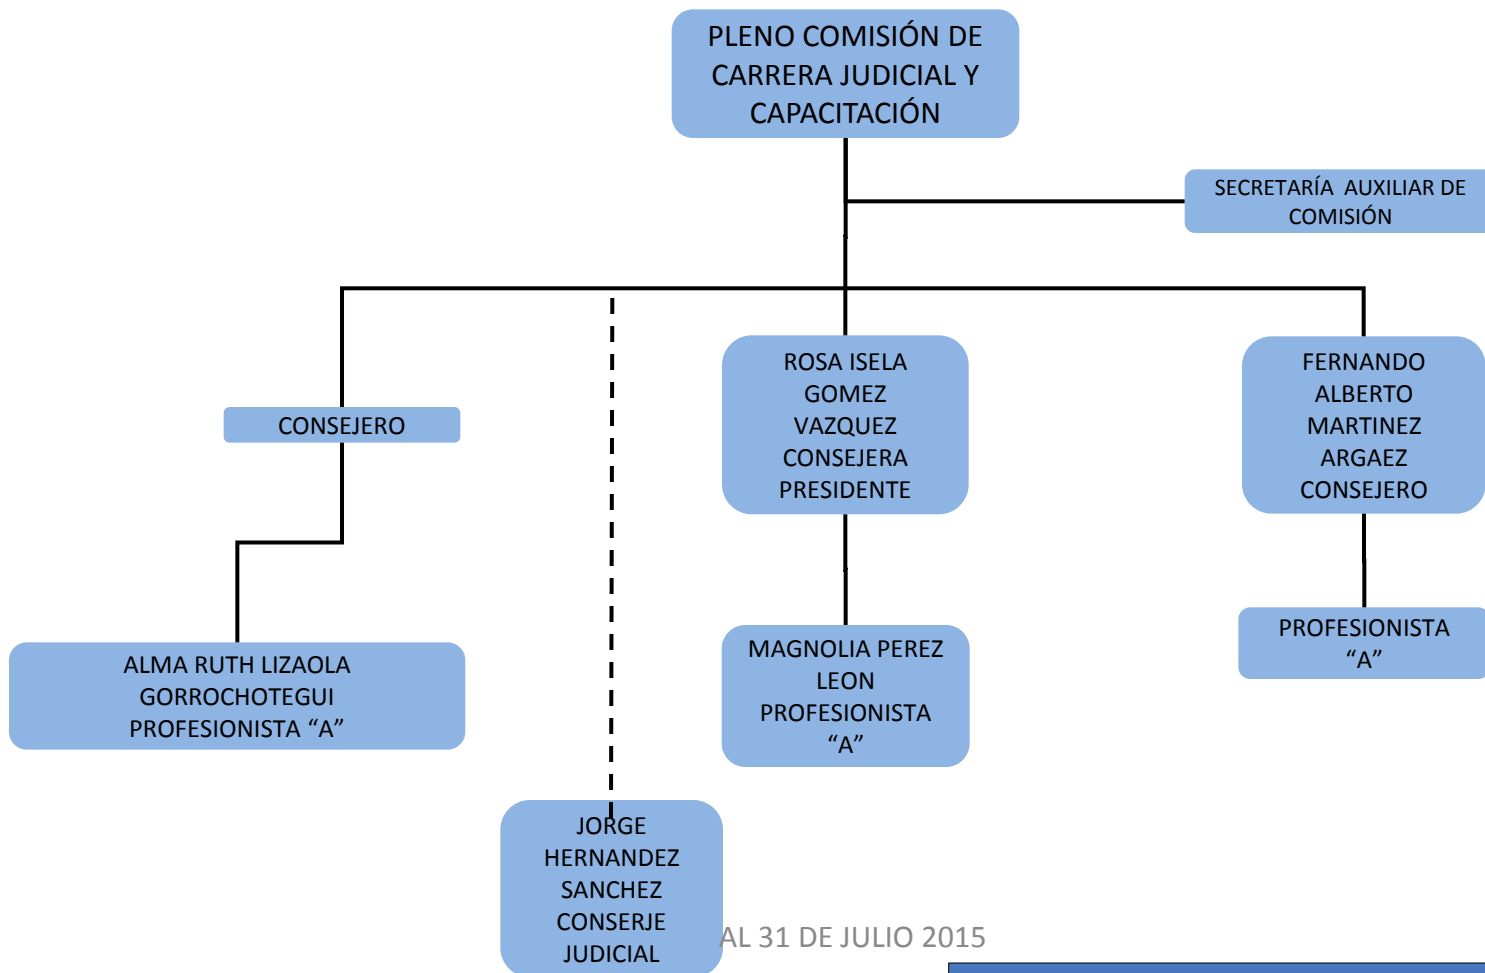 PLENO COMISIÓN DE
CARRERA JUDICIAL Y
CAPACITACIÓN
SECRETARÍA AUXILIAR DE
COMISIÓN
CONSEJERO
ROSA ISELA
GOMEZ
VAZQUEZ
CONSEJERA
PRESIDENTE
FERNANDO
ALBERTO
MARTINEZ
ARGAEZ
CONSEJERO
ALMA RUTH LIZAOLA
GORROCHOTEGUI
PROFESIONISTA “A”
MAGNOLIA PEREZ
LEON
PROFESIONISTA
“A”
PROFESIONISTA
“A”
JORGE
HERNANDEZ
SANCHEZ
CONSERJE
JUDICIAL
AL 31 DE JULIO 2015